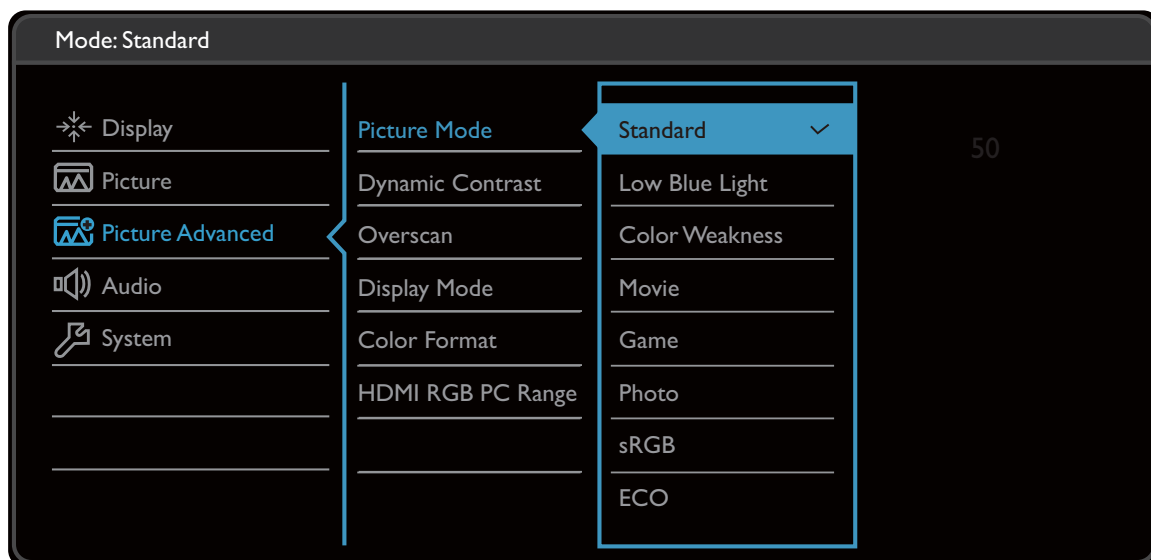 Mode: Standard
Display
Picture
Picture Advanced
Audio
System
Picture Mode
Dynamic Contrast
Overscan
Display Mode
Color Format
HDMI RGB PC Range
Standard
Low Blue Light
Color Weakness
Movie
Game
Photo
sRGB
ECO
50